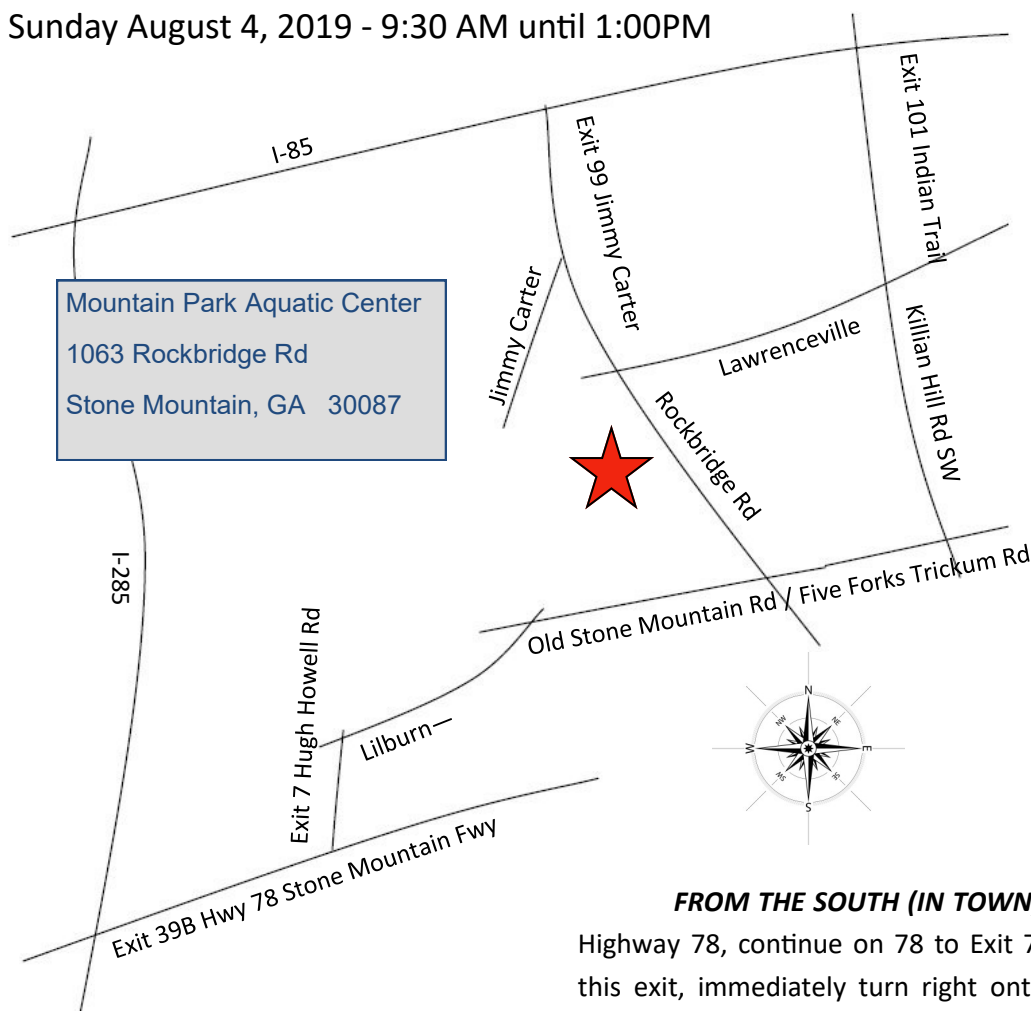 Sunday August 4, 2019 - 9:30 AM until 1:00PM
I-85
Exit 99 Jimmy Carter
Exit 101 Indian Trail
Mountain Park Aquatic Center
1063 Rockbridge Rd
Stone Mountain, GA 30087
Jimmy Carter
Lawrenceville
Killian Hill Rd SW
Rockbridge Rd
I-285
Old Stone Mountain Rd / Five Forks Trickum Rd
Exit 7 Hugh Howell Rd
Lilburn—
Exit 39B Hwy 78 Stone Mountain Fwy
N
NW
NE
W
E
SW
SE
S
FROM THE SOUTH (IN TOWN
Highway 78, continue on 78 to Exit 7
this exit, immediately turn right ont